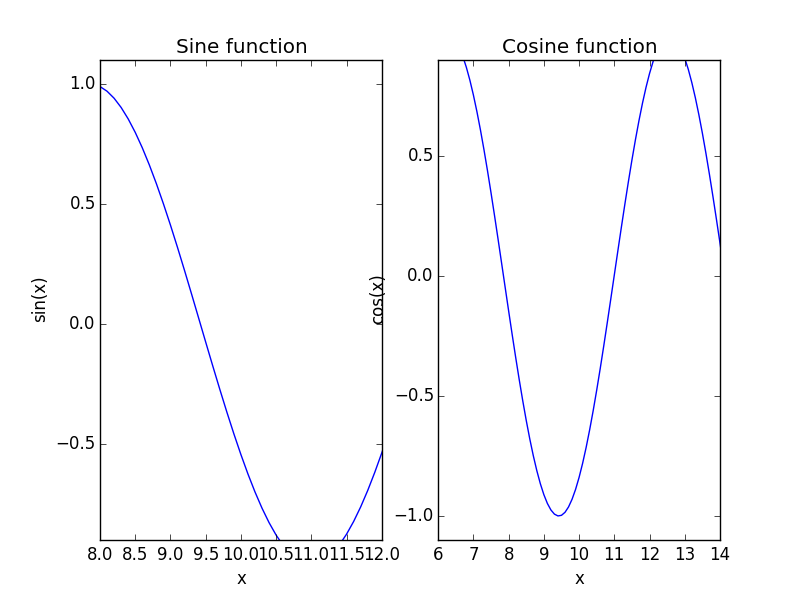 Sine function
1.0
0.5
0.0
−0.5
sin(x)
8.0 8.5 9.0 9.5 10.0 10.5 11.0 11.5 12.0
x
Cosine function
0.5
0.0
−0.5
−1.0
cos(x)
6 7 8 9 10 11 12 13 14
x